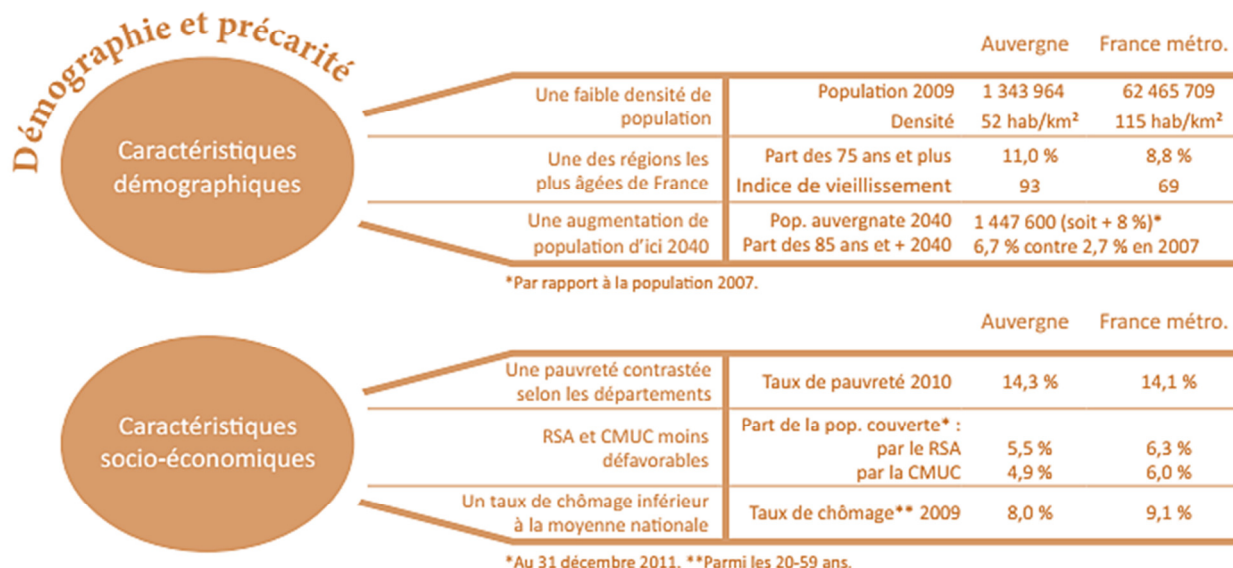 Démographie et précarité
Auvergne France métro.
Caractéristiques
démographiques
Une faible densité de
population
Population 2009 1 343 964 62 465 709
Densité 52 hab/km² 115 hab/km²
Une des régions les
plus âgées de France
Part des 75 ans et plus 11,0 % 8,8 %
Indice de vieillissement 93 69
Une augmentation de
population d'ici 2040
Pop. auvergnate 2040 1 447 600 (soit + 8 %)*
Part des 85 ans et + 2040 6,7 % contre 2,7 % en 2007
*Par rapport à la population 2007.
Auvergne France métro.
Caractéristiques
socio-économiques
Une pauvreté contrastée
selon les départements
Taux de pauvreté 2010 14,3 % 14,1 %
RSA et CMUC moins
défavorables
Part de la pop. couverte* :
par le RSA 5,5 % 6,3 %
par la CMUC 4,9 % 6,0 %
Un taux de chômage inférieur
à la moyenne nationale
Taux de chômage** 2009 8,0 % 9,1 %
*Au 31 décembre 2011. **Parmi les 20-59 ans.